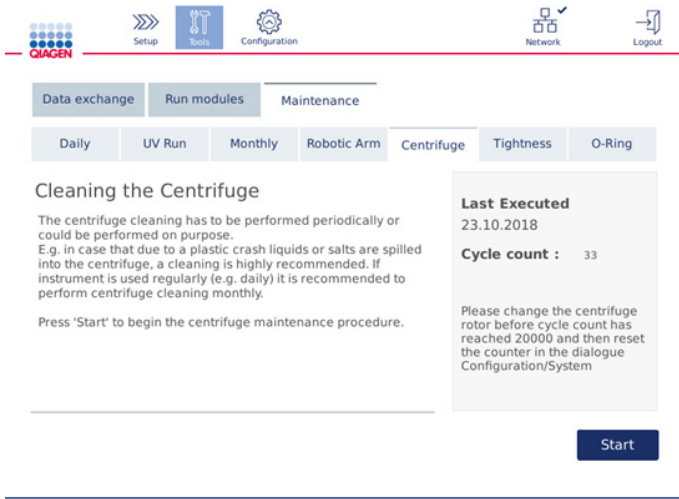 QIAGEN
Setup
Tools
Configuration
Network
Logout
Data exchange
Run modules
Maintenance
Daily
UV Run
Monthly
Robotic Arm
Centrifuge
Tightness
O-Ring
Cleaning the Centrifuge
The centrifuge cleaning has to be performed periodically or
could be performed on purpose.
E.g. in case that due to a plastic crash liquids or salts are spilled
into the centrifuge, a cleaning is highly recommended. If
instrument is used regularly (e.g. daily) it is recommended to
perform centrifuge cleaning monthly.
Press 'Start' to begin the centrifuge maintenance procedure.
Last Executed
23.10.2018
Cycle count : 33
Please change the centrifuge
rotor before cycle count has
reached 20000 and then reset
the counter in the dialogue
Configuration/System
Start